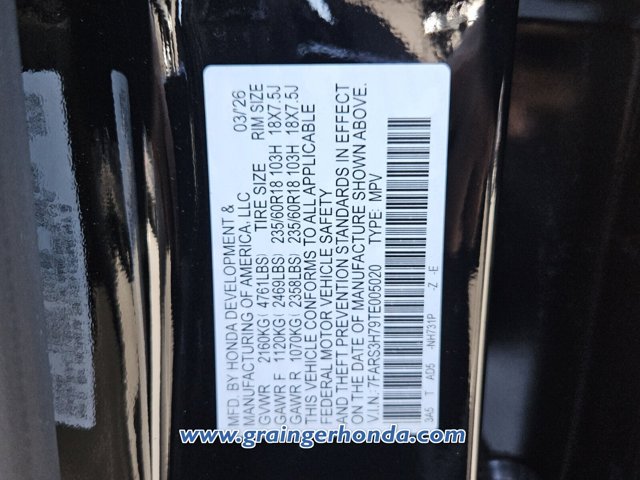 MFD. BY HONDA DEVELOPMENT & 03/26
MANUFACTURING OF AMERICA, LLC
TIRE SIZE RIM SIZE
GVWR 2160KG( 4761LBS)
GAWR F 1120KG( 2469LBS) 235/60R18 103H 18X7.5J
GAWR R 1070KG( 2358LBS) 235/60R18 103H 18X7.5J
THIS VEHICLE CONFORMS TO ALL APPLICABLE
FEDERAL MOTOR VEHICLE SAFETY
AND THEFT PREVENTION STANDARDS IN EFFECT
ON THE DATE OF MANUFACTURE SHOWN ABOVE.
V.I.N. 7FARS3H79TE005020 TYPE: MPV
3A5 T A06 -NH731P -Z -E
www.graingerhonda.com